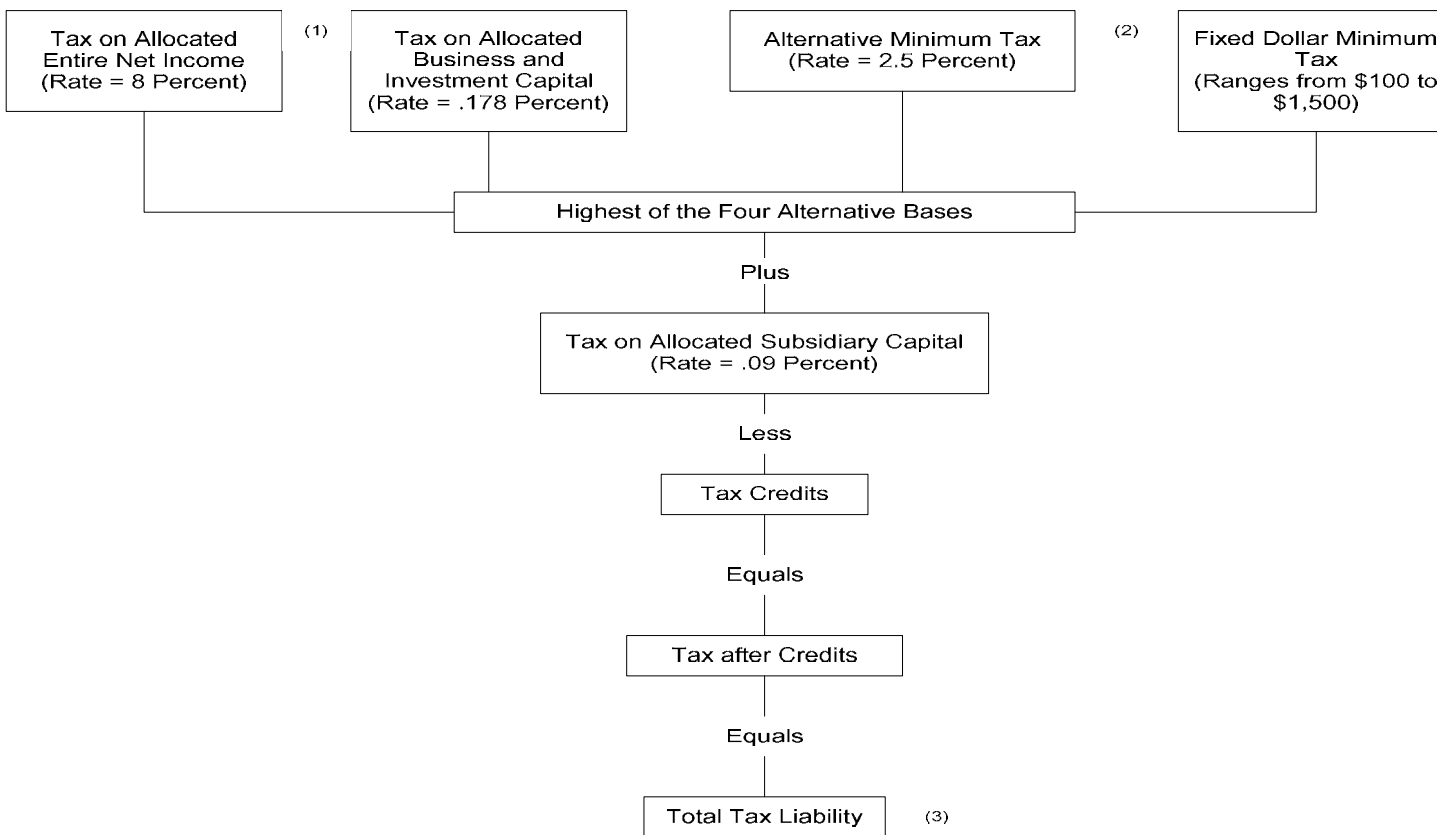 Tax on Allocated
Entire Net Income
(Rate = 8 Percent)
(1)
Tax on Allocated
Business and
Investment Capital
(Rate = .178 Percent)
Alternative Minimum Tax
(Rate = 2.5 Percent)
(2)
Fixed Dollar Minimum
Tax
(Ranges from $100 to
$1,500)
Highest of the Four Alternative Bases
Plus
Tax on Allocated Subsidiary Capital
(Rate = .09 Percent)
Less
Tax Credits
Equals
Tax after Credits
Equals
Total Tax Liability
(3)